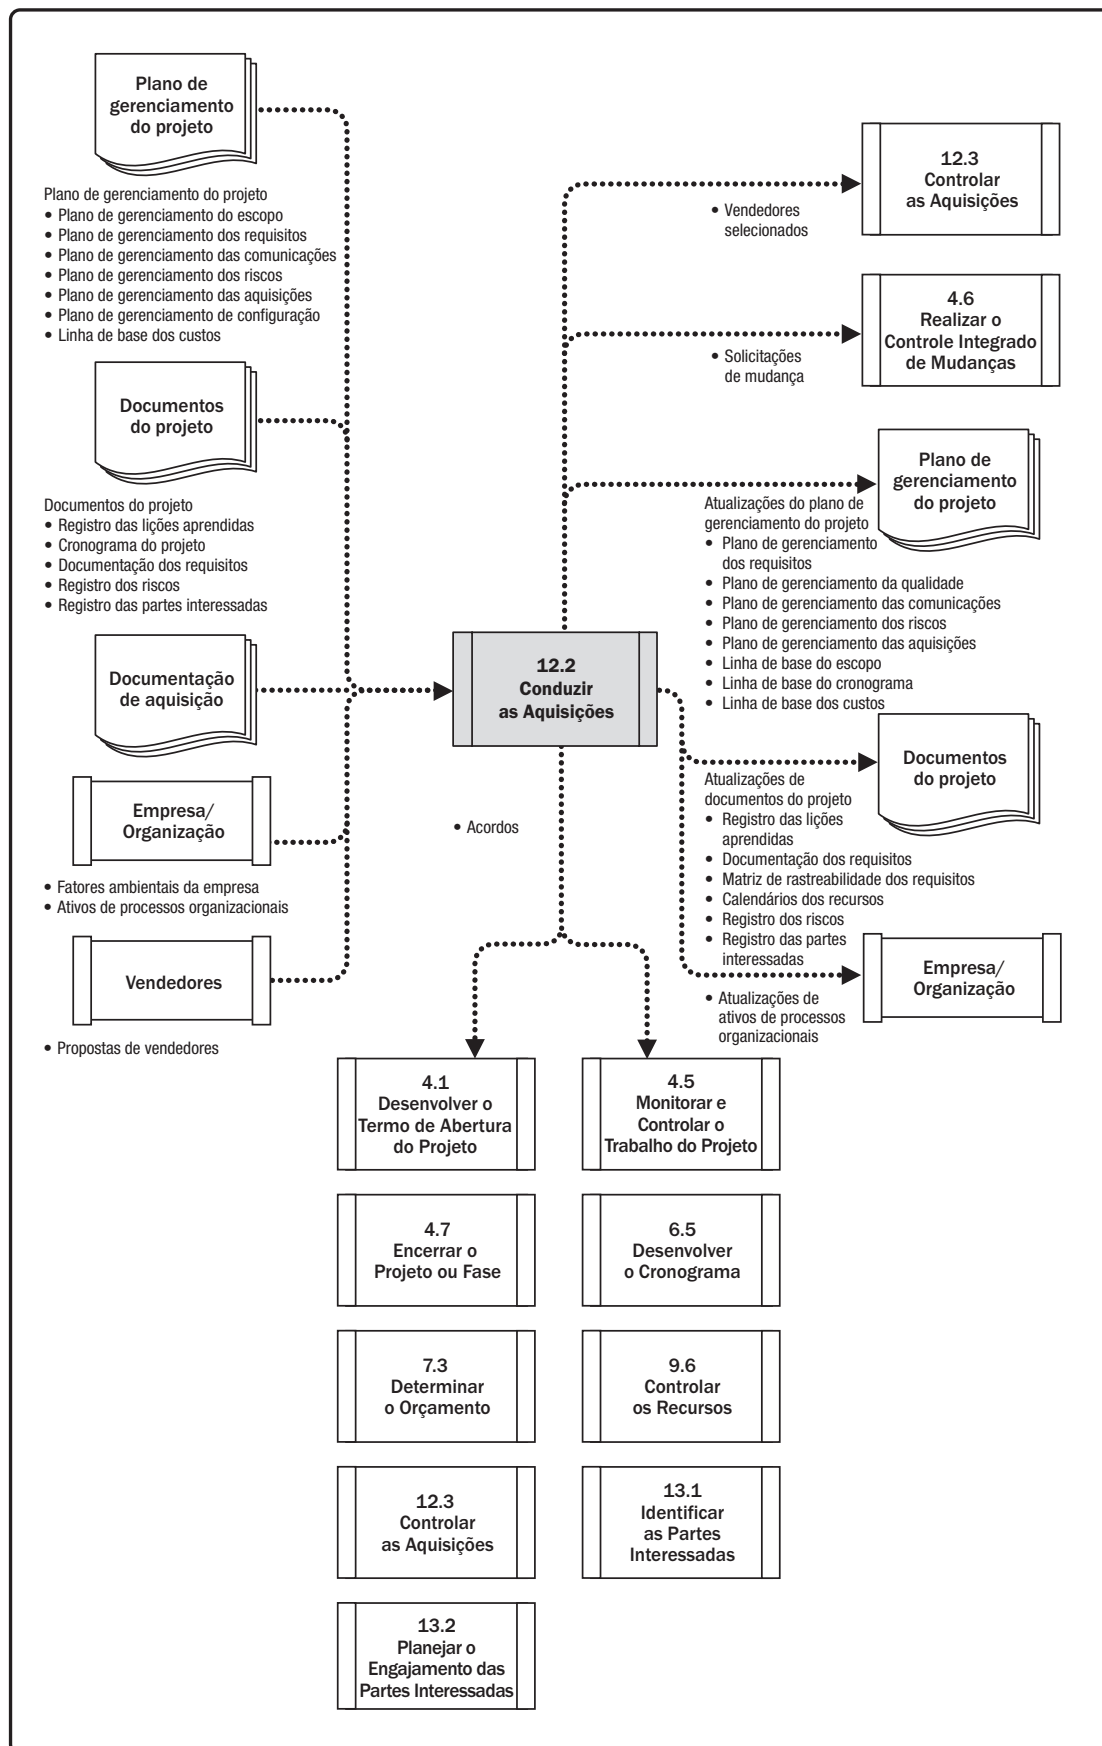 Plano de
gerenciamento
do projeto
Plano de gerenciamento do projeto
• Plano de gerenciamento do escopo
• Plano de gerenciamento dos requisitos
• Plano de gerenciamento das comunicações
• Plano de gerenciamento dos riscos
• Plano de gerenciamento das aquisições
• Plano de gerenciamento de configuração
• Linha de base dos custos
Documentos
do projeto
Documentos do projeto
• Registro das lições aprendidas
• Cronograma do projeto
• Documentação dos requisitos
• Registro dos riscos
• Registro das partes interessadas
Documentação
de aquisição
Empresa/
Organização
• Fatores ambientais da empresa
• Ativos de processos organizacionais
Vendedores
• Propostas de vendedores
12.2
Conduzir
as Aquisições
• Acordos
• Vendedores
selecionados
12.3
Controlar
as Aquisições
• Solicitações
de mudança
4.6
Realizar o
Controle Integrado
de Mudanças
Plano de
gerenciamento
do projeto
Atualizações do plano de
gerenciamento do projeto
• Plano de gerenciamento
dos requisitos
• Plano de gerenciamento da qualidade
• Plano de gerenciamento das comunicações
• Plano de gerenciamento dos riscos
• Plano de gerenciamento das aquisições
• Linha de base do escopo
• Linha de base do cronograma
• Linha de base dos custos
Documentos
do projeto
Atualizações de
documentos do projeto
• Registro das lições
aprendidas
• Documentação dos requisitos
• Matriz de rastreabilidade dos requisitos
• Calendários dos recursos
• Registro dos riscos
• Registro das partes
interessadas
Empresa/
Organização
• Atualizações de
ativos de processos
organizacionais
4.1
Desenvolver o
Termo de Abertura
do Projeto
4.5
Monitorar e
Controlar o
Trabalho do Projeto
4.7
Encerrar o
Projeto ou Fase
6.5
Desenvolver
o Cronograma
7.3
Determinar
o Orçamento
9.6
Controlar
os Recursos
12.3
Controlar
as Aquisições
13.1
Identificar
as Partes
Interessadas
13.2
Planejar o
Engajamento das
Partes Interessadas